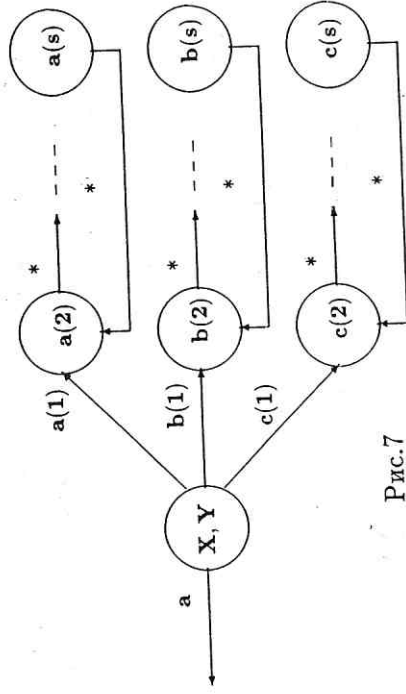 a(1)
a(2)
*
*
a(s)
a
X, Y
b(1)
b(2)
*
*
b(s)
c(1)
c(2)
*
*
c(s)
Рис.7